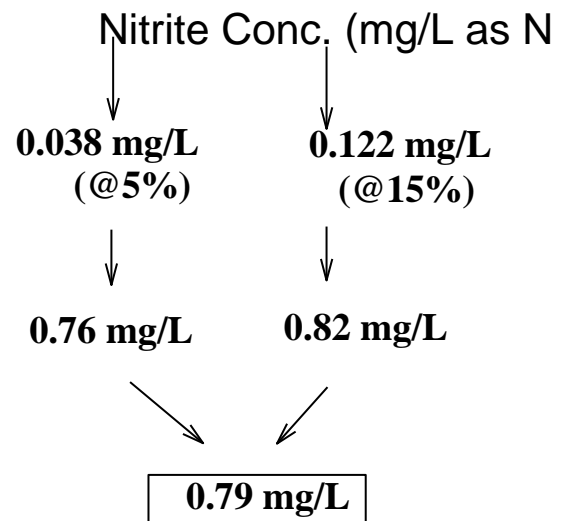 Nitrite Conc. (mg/L as N
0.038 mg/L 0.122 mg/L
(@5%) (@15%)
0.76 mg/L 0.82 mg/L
0.79 mg/L